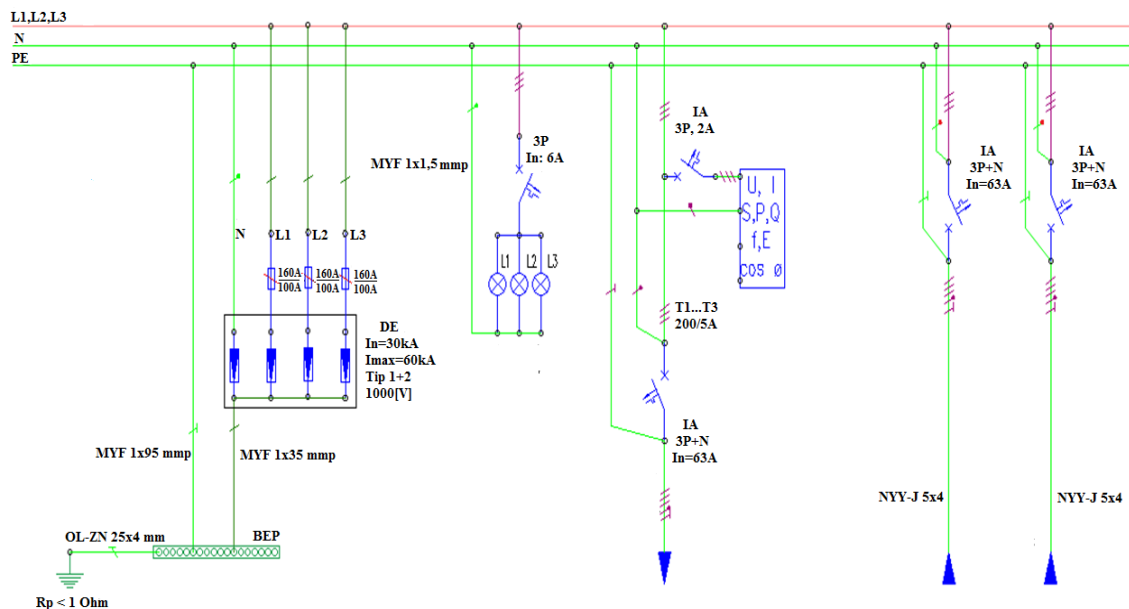 L1,L2,L3
N
PE
N
L1
L2
L3
160A
100A
160A
100A
160A
100A
DE
In=30kA
Imax=60kA
Tip 1+2
1000[V]
MYF 1x95 mmp
MYF 1x35 mmp
OL-ZN 25x4 mm
BEP
Rp < 1 Ohm
MYF 1x1,5 mmp
3P
In: 6A
L1
L2
L3
IA
3P, 2A
U, I
S,P,Q
f,E
COS Ø
T1...T3
200/5A
IA
3P+N
In=63A
IA
3P+N
In=63A
NYY-J 5x4
IA
3P+N
In=63A
NYY-J 5x4